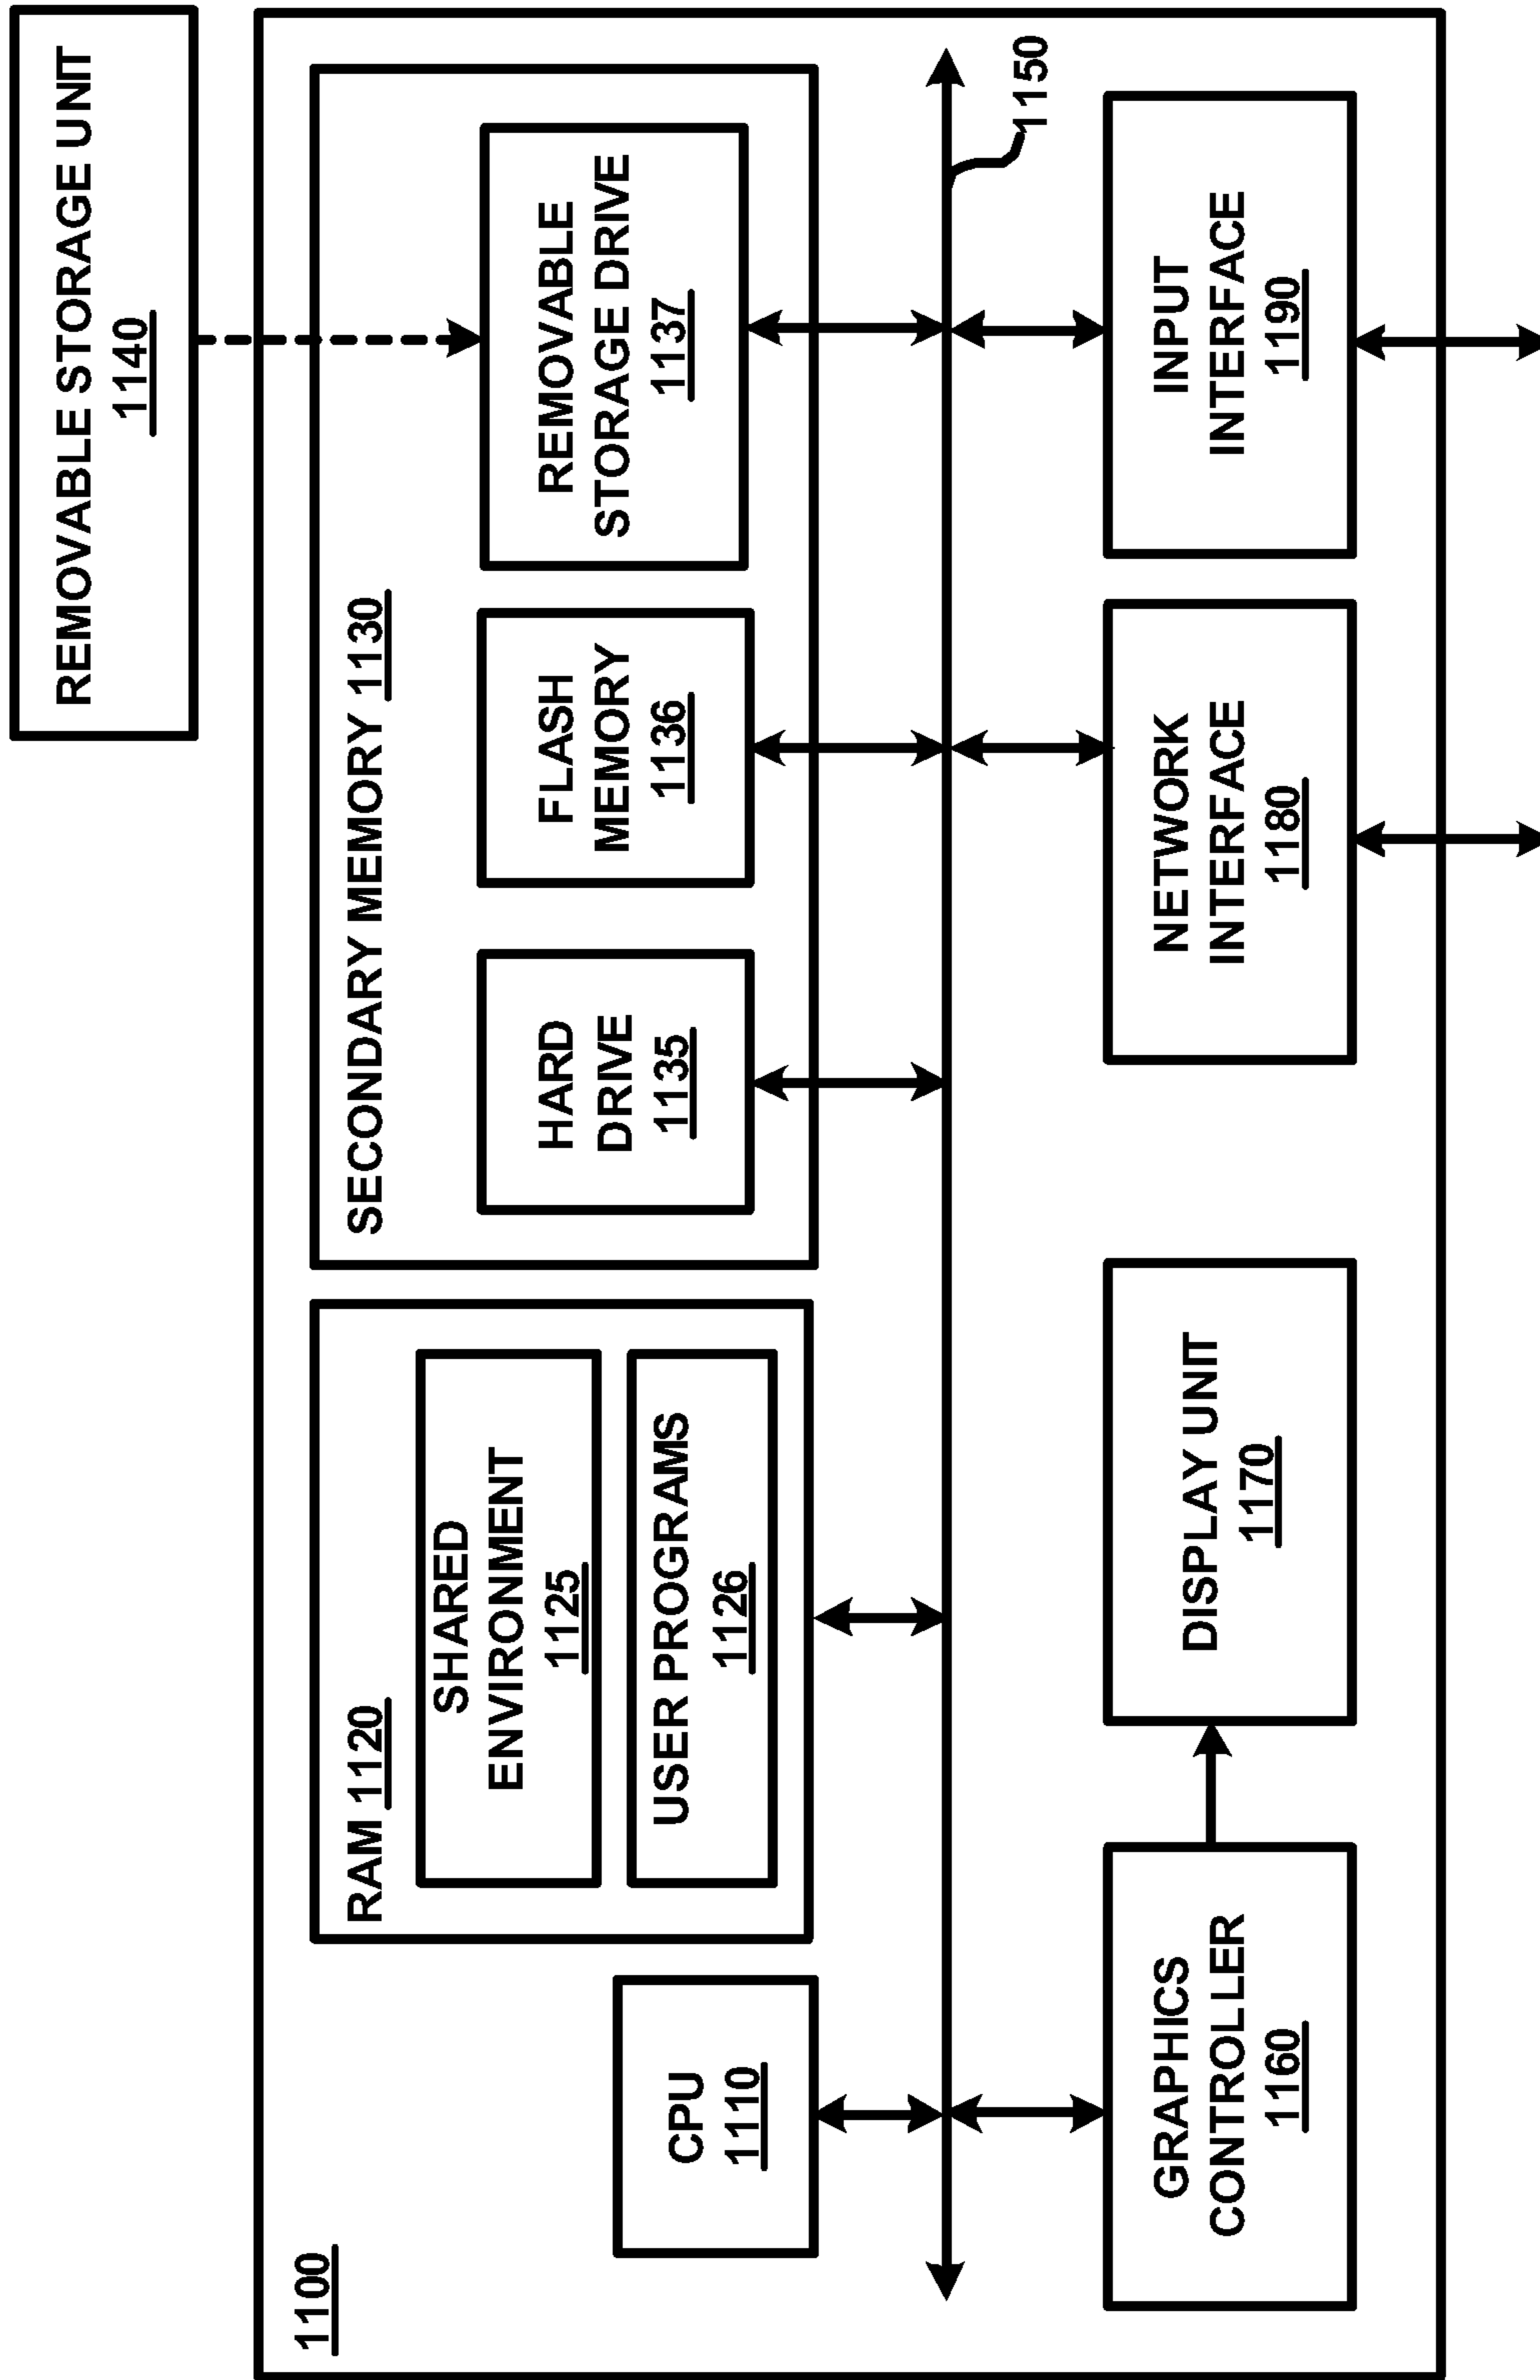 REMOVABLE STORAGE UNIT
1140
1100
CPU
1110
RAM 1120
SHARED
ENVIRONMENT
1125
USER PROGRAMS
1126
SECONDARY MEMORY 1130
HARD
DRIVE
1135
FLASH
MEMORY
1136
REMOVABLE
STORAGE DRIVE
1137
1150
GRAPHICS
CONTROLLER
1160
DISPLAY UNIT
1170
NETWORK
INTERFACE
1180
INPUT
INTERFACE
1190